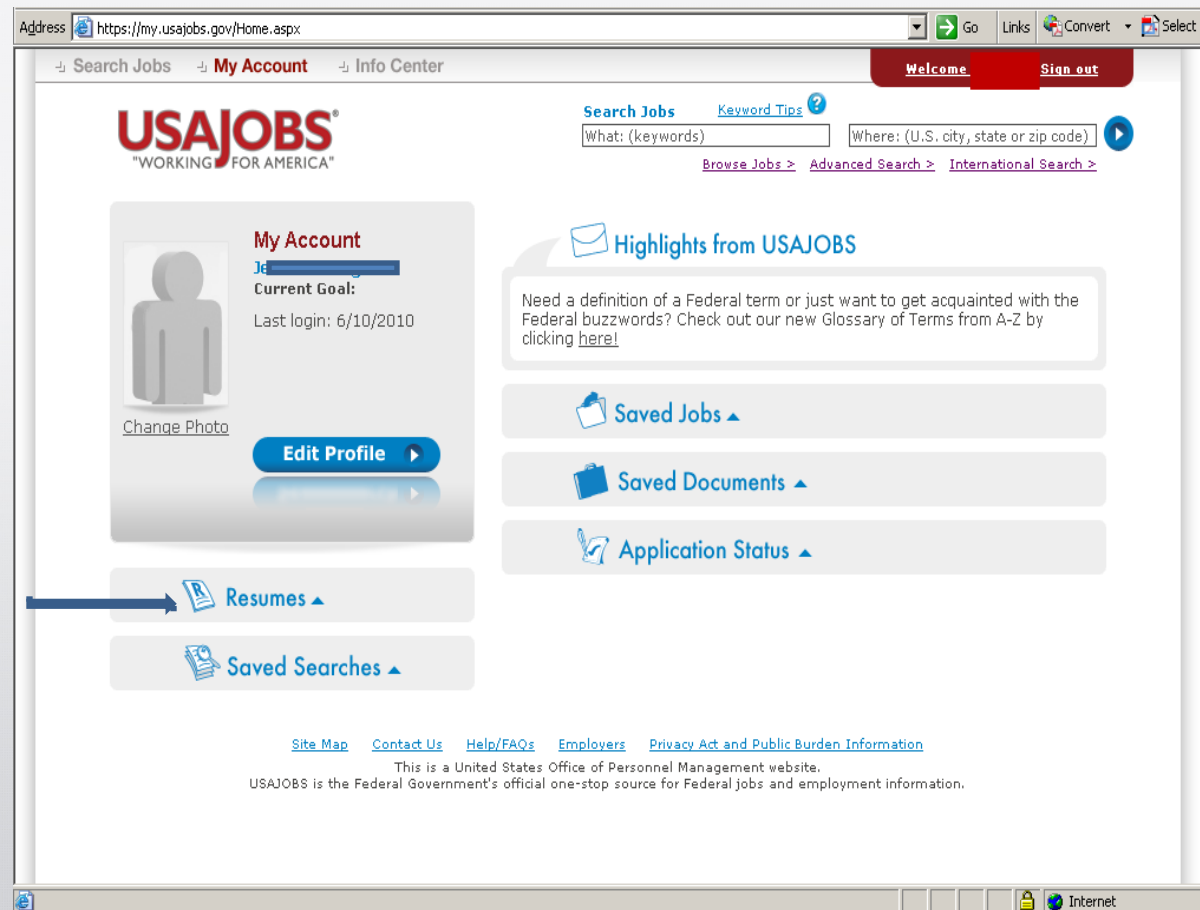 Address https://my.usajobs.gov/Home.aspx Go Links Convert Select
Search Jobs My Account Info Center Welcome Sign out
USAJOBS®
"WORKING FOR AMERICA"
Search Jobs Keyword Tips ?
What: (keywords) Where: (U.S. city, state or zip code)
Browse Jobs > Advanced Search > International Search >
My Account
Current Goal:
Last login: 6/10/2010
Change Photo
Edit Profile
Highlights from USAJOBS
Need a definition of a Federal term or just want to get acquainted with the
Federal buzzwords? Check out our new Glossary of Terms from A-Z by
clicking here!
Saved Jobs
Saved Documents
Application Status
R Resumes
Saved Searches
Site Map Contact Us Help/FAQs Employers Privacy Act and Public Burden Information
This is a United States Office of Personnel Management website.
USAJOBS is the Federal Government's official one-stop source for Federal jobs and employment information.
Internet